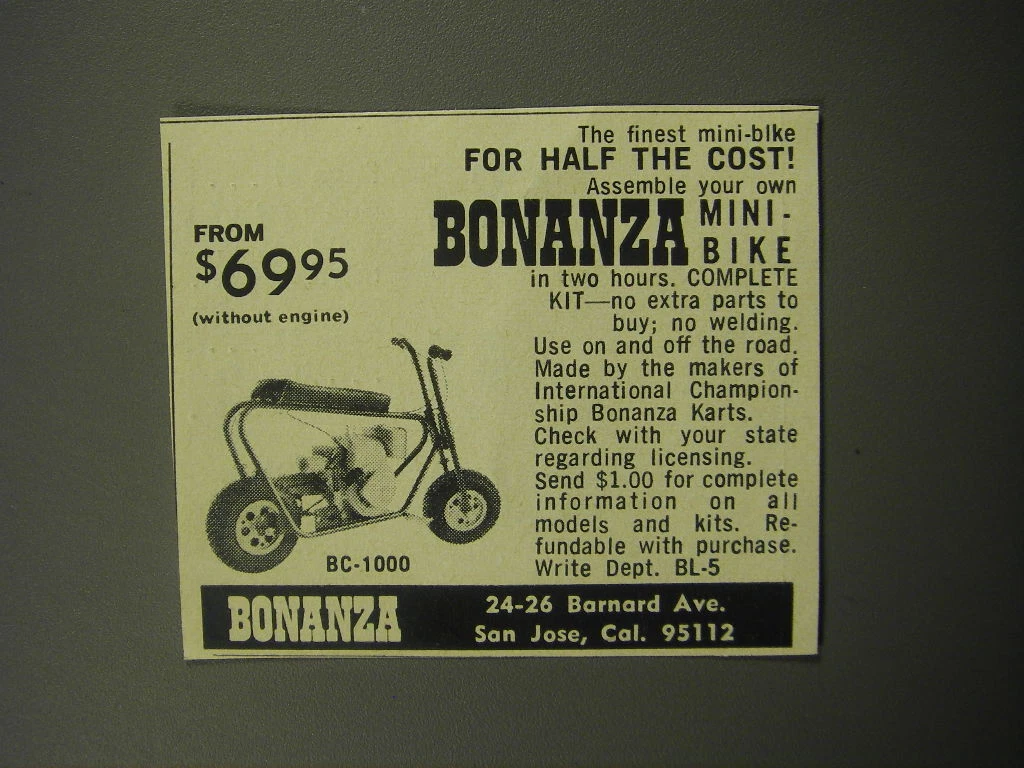 The finest mini-bike
FOR HALF THE COST!
Assemble your own
BONANZA MINI-
BIKE
in two hours. COMPLETE
KIT—no extra parts to
buy; no welding.
Use on and off the road.
Made by the makers of
International Champion-
ship Bonanza Karts.
Check with your state
regarding licensing.
Send $1.00 for complete
information on all
models and kits. Re-
fundable with purchase.
Write Dept. BL-5
FROM
$69.95
(without engine)
BC-1000
BONANZA
24-26 Barnard Ave.
San Jose, Cal. 95112